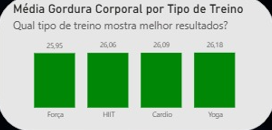 Média Gordura Corporal por Tipo de Treino
Qual tipo de treino mostra melhor resultados?
25,95 26,06 26,09 26,18
Força HIIT Cardio Yoga